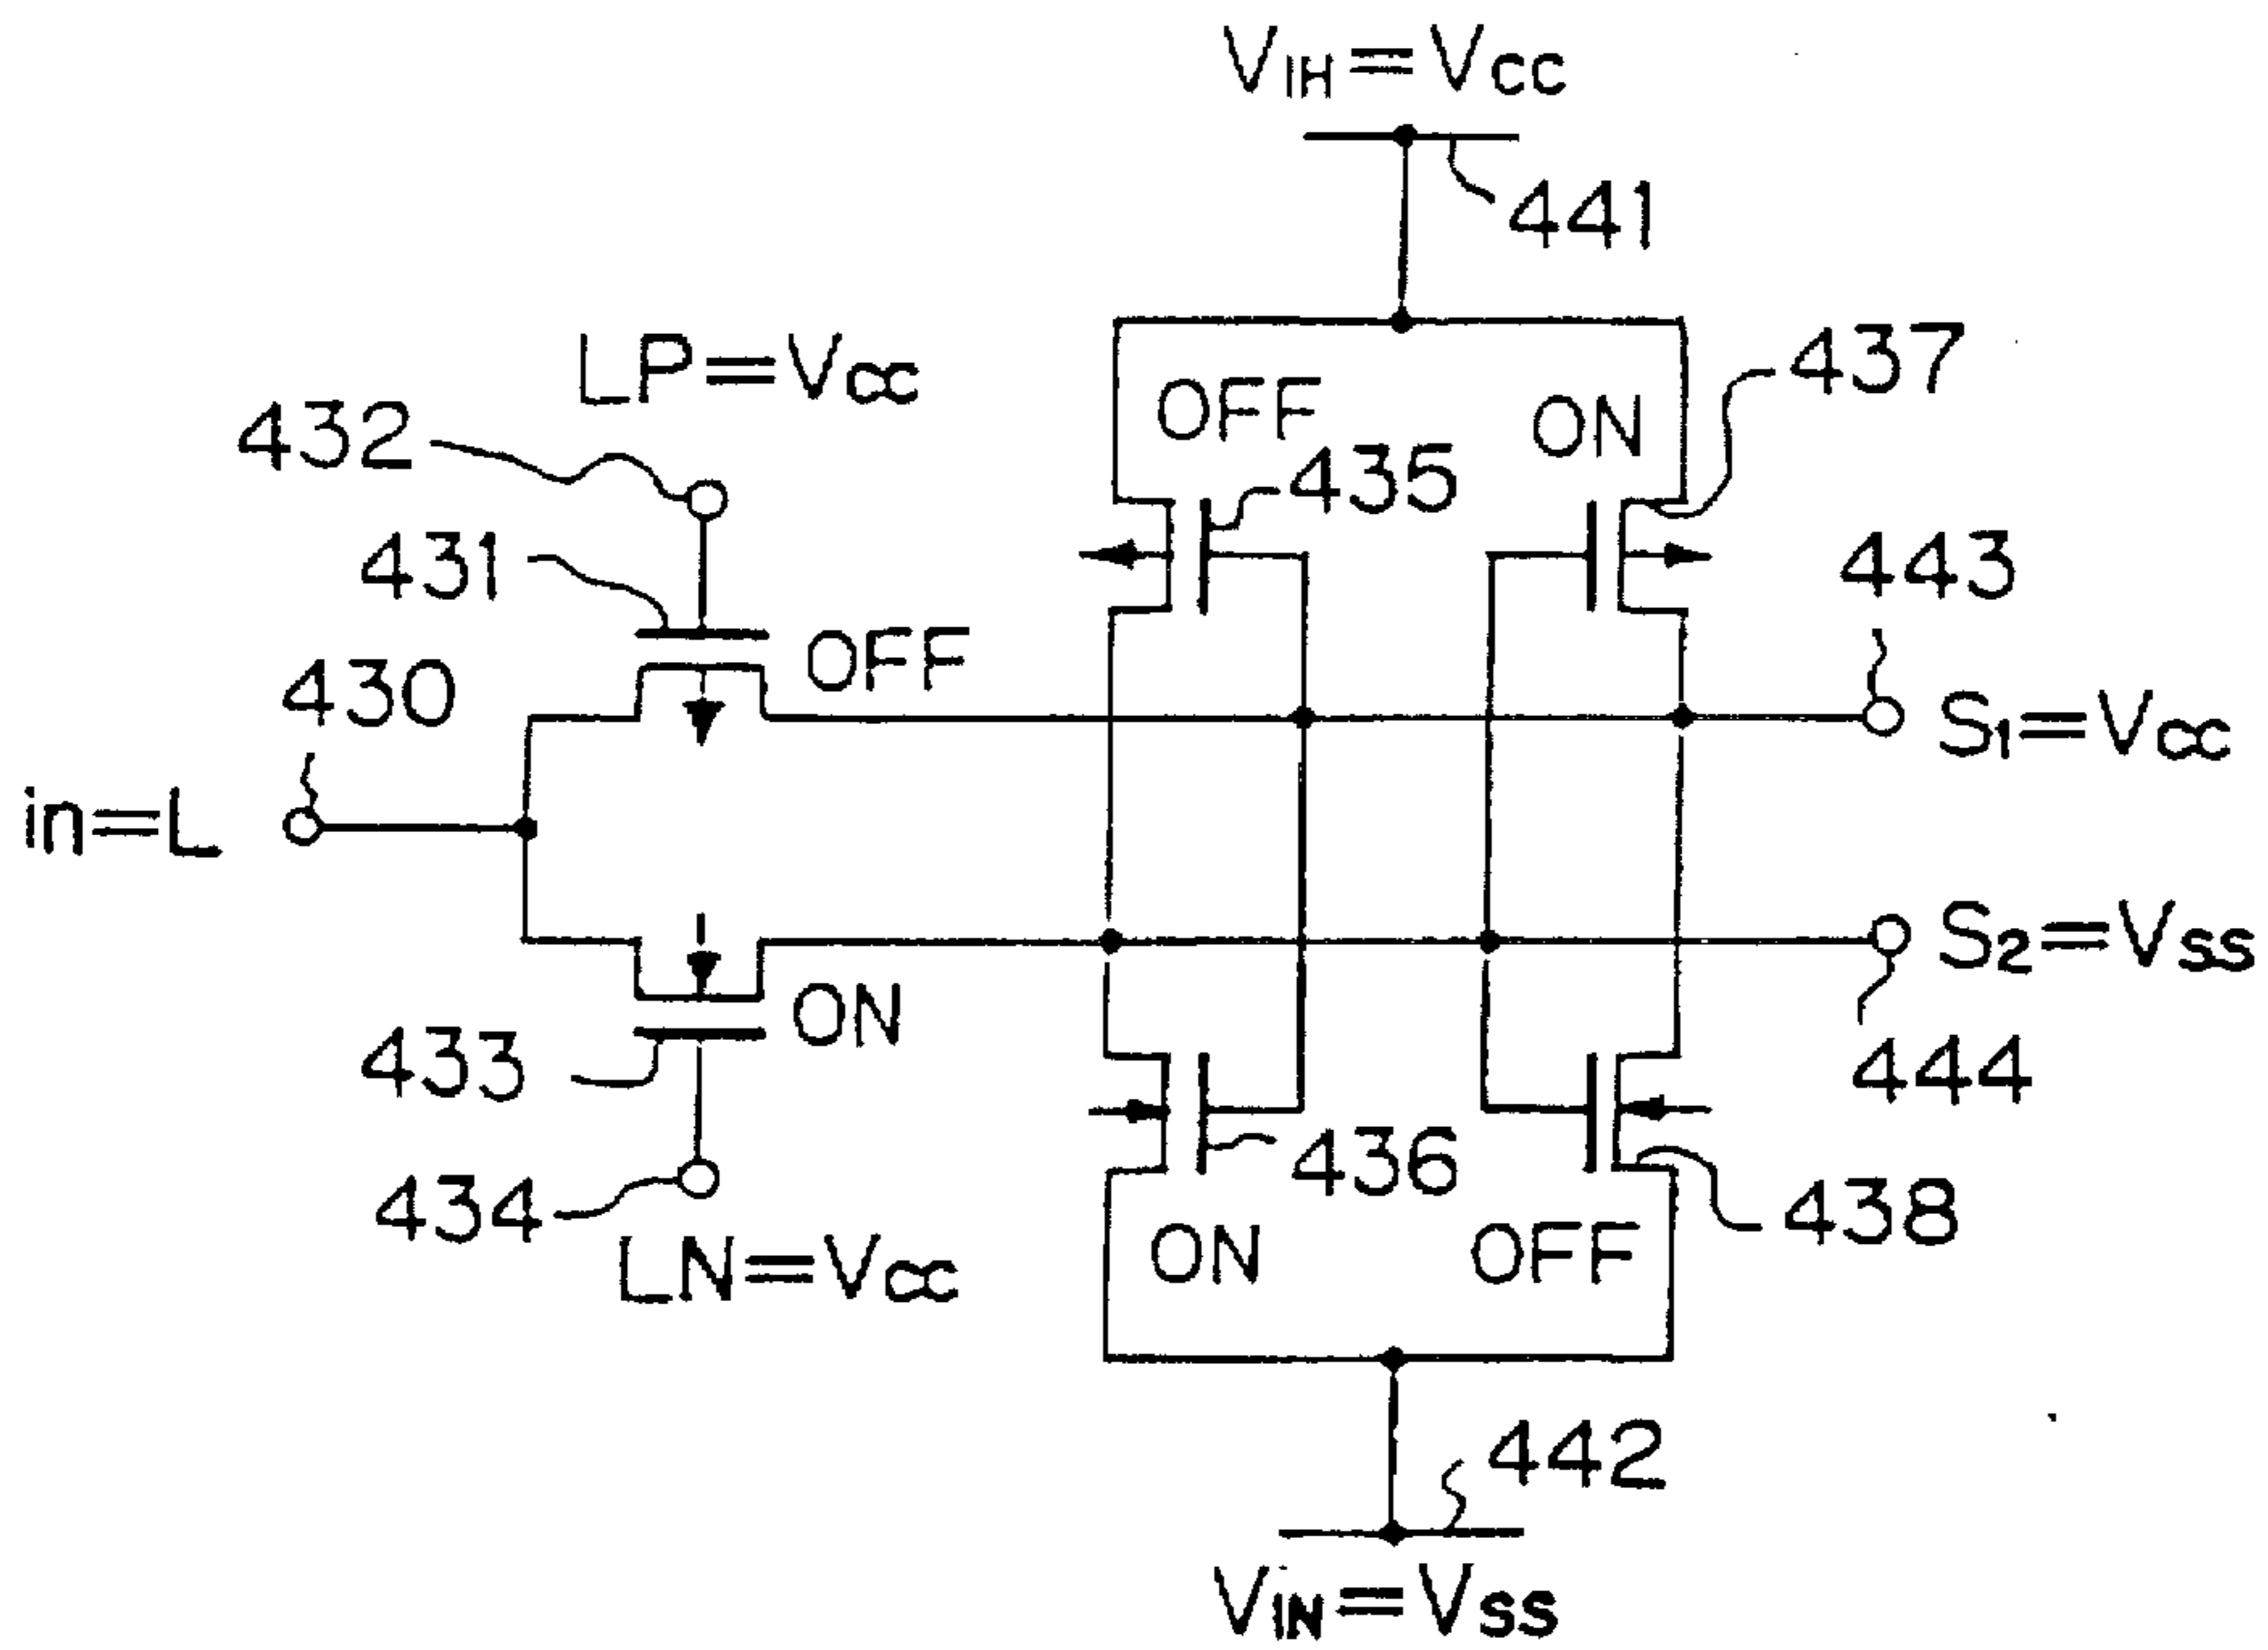 VIH=Vcc
441
LP=Vcc
437
432
OFF
ON
435
431
443
OFF
430
S1=Vcc
in=L
S2=Vss
ON
433
444
436
434
438
ON
OFF
LN=Vcc
442
VIN=Vss